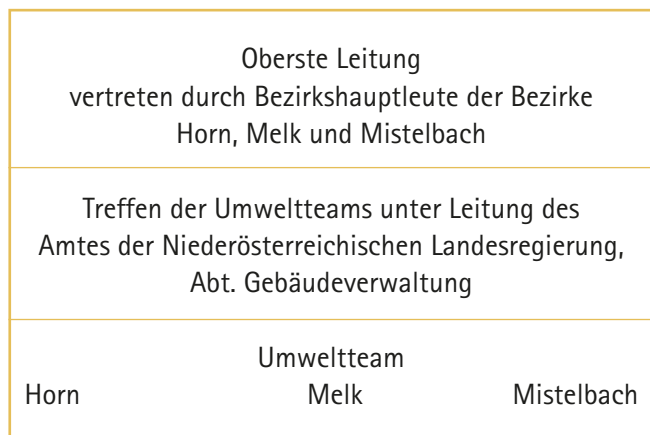 Oberste Leitung
vertreten durch Bezirkshauptleute der Bezirke
Horn, Melk und Mistelbach
Treffen der Umweltteams unter Leitung des
Amtes der Niederösterreichischen Landesregierung,
Abt. Gebäudeverwaltung
Umweltteam
Horn Melk Mistelbach